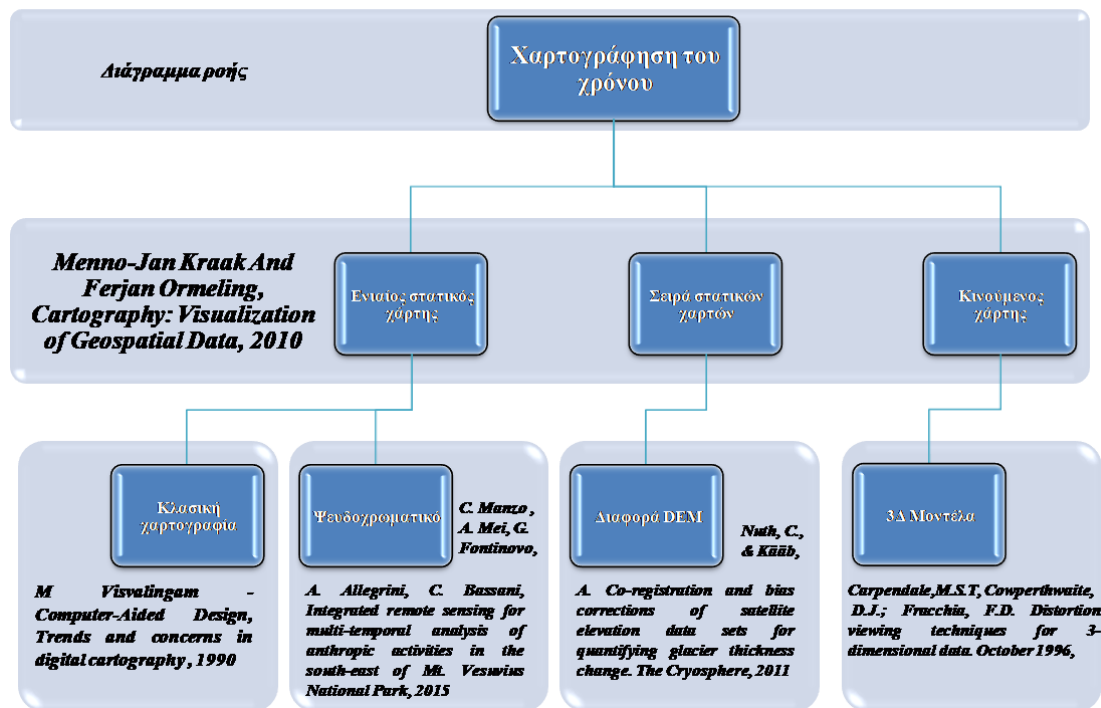 Διάγραμμα ροής
Χαρτογράφηση του
χρόνου
Menno-Jan Kraak And
Ferjan Ormeling,
Cartography: Visualization
of Geospatial Data, 2010
Ενιαίος στατικός
χάρτης
Σειρά στατικών
χαρτών
Κινούμενος
χάρτης
Κλασική
χαρτογραφία
M Visvalingam -
Computer-Aided Design,
Trends and concerns in
digital cartography , 1990
Ψευδοχρωματικό
C. Manzo ,
A. Mei, G.
Fontinovo,
A. Allegrini, C. Bassani,
Integrated remote sensing for
multi-temporal analysis of
anthropic activities in the
south-east of Mt. Vesuvius
National Park, 2015
Διαφορά DEM
Nuth, C.,
& Kääb,
A. Co-registration and bias
corrections of satellite
elevation data sets for
quantifying glacier thickness
change. The Cryosphere, 2011
3Δ Μοντέλα
Carpendale,M.S.T, Cowperthwaite,
D.J.; Fracchia, F.D. Distortion
viewing techniques for 3-
dimensional data. October 1996,